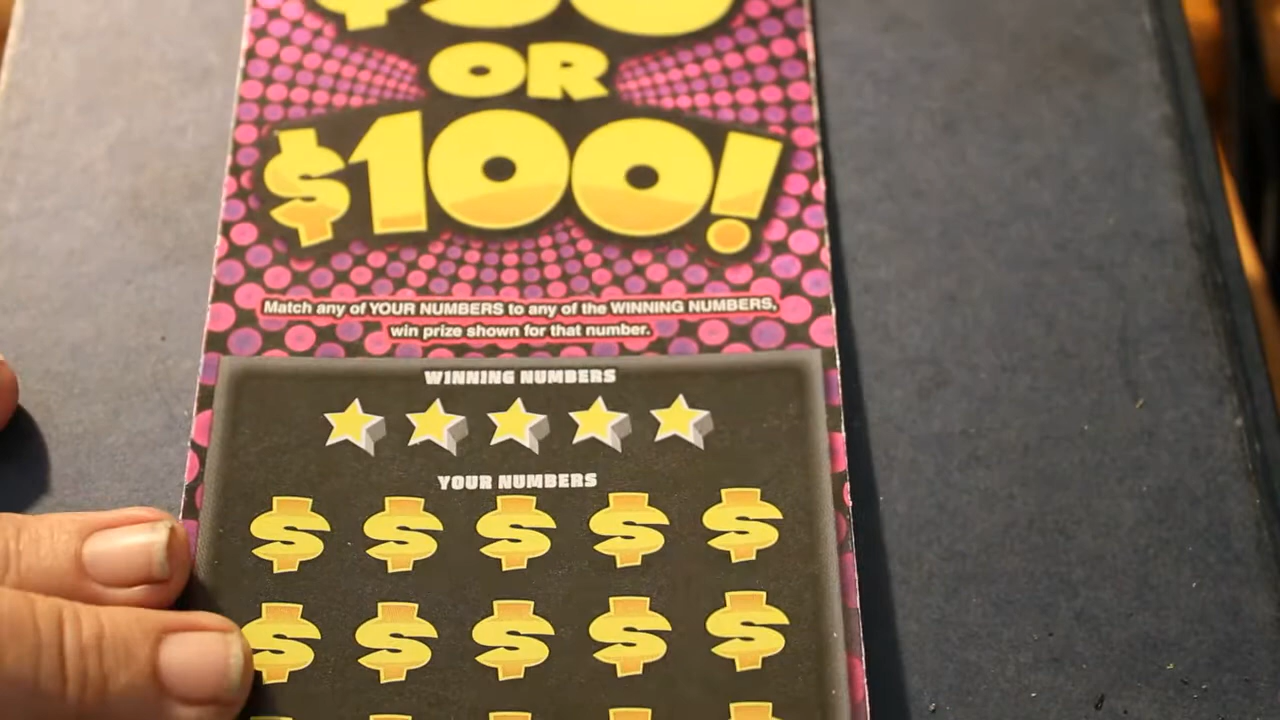 $50
OR
$100!
Match any of YOUR NUMBERS to any of the WINNING NUMBERS,
win prize shown for that number.
WINNING NUMBERS
YOUR NUMBERS
$ $ $ $ $
$ $ $ $ $